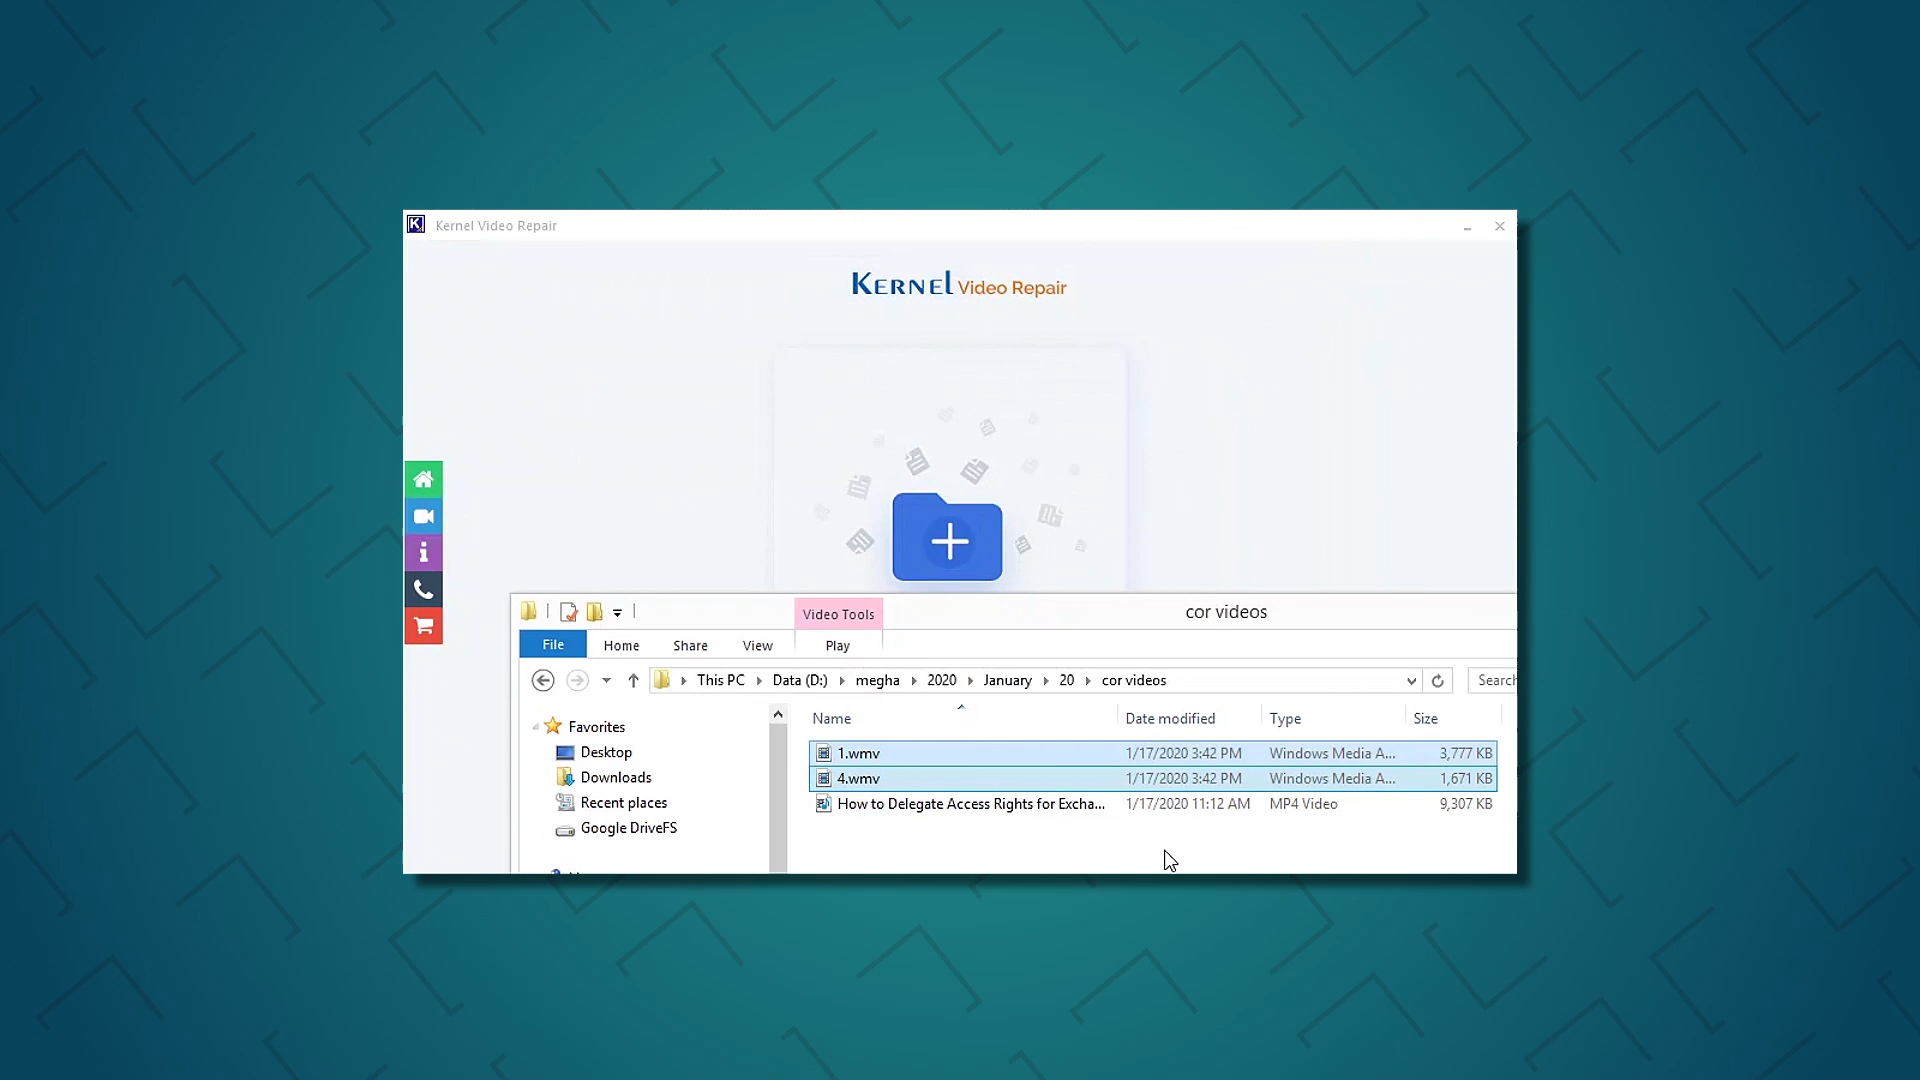 Kernel Video Repair
KERNEL Video Repair
Video Tools
cor videos
File Home Share View Play
This PC Data (D:) megha 2020 January 20 cor videos Search
Favorites
Desktop
Downloads
Recent places
Google DriveFS
Name Date modified Type Size
1.wmv 1/17/2020 3:42 PM Windows Media A... 3,777 KB
4.wmv 1/17/2020 3:42 PM Windows Media A... 1,671 KB
How to Delegate Access Rights for Excha... 1/17/2020 11:12 AM MP4 Video 9,307 KB